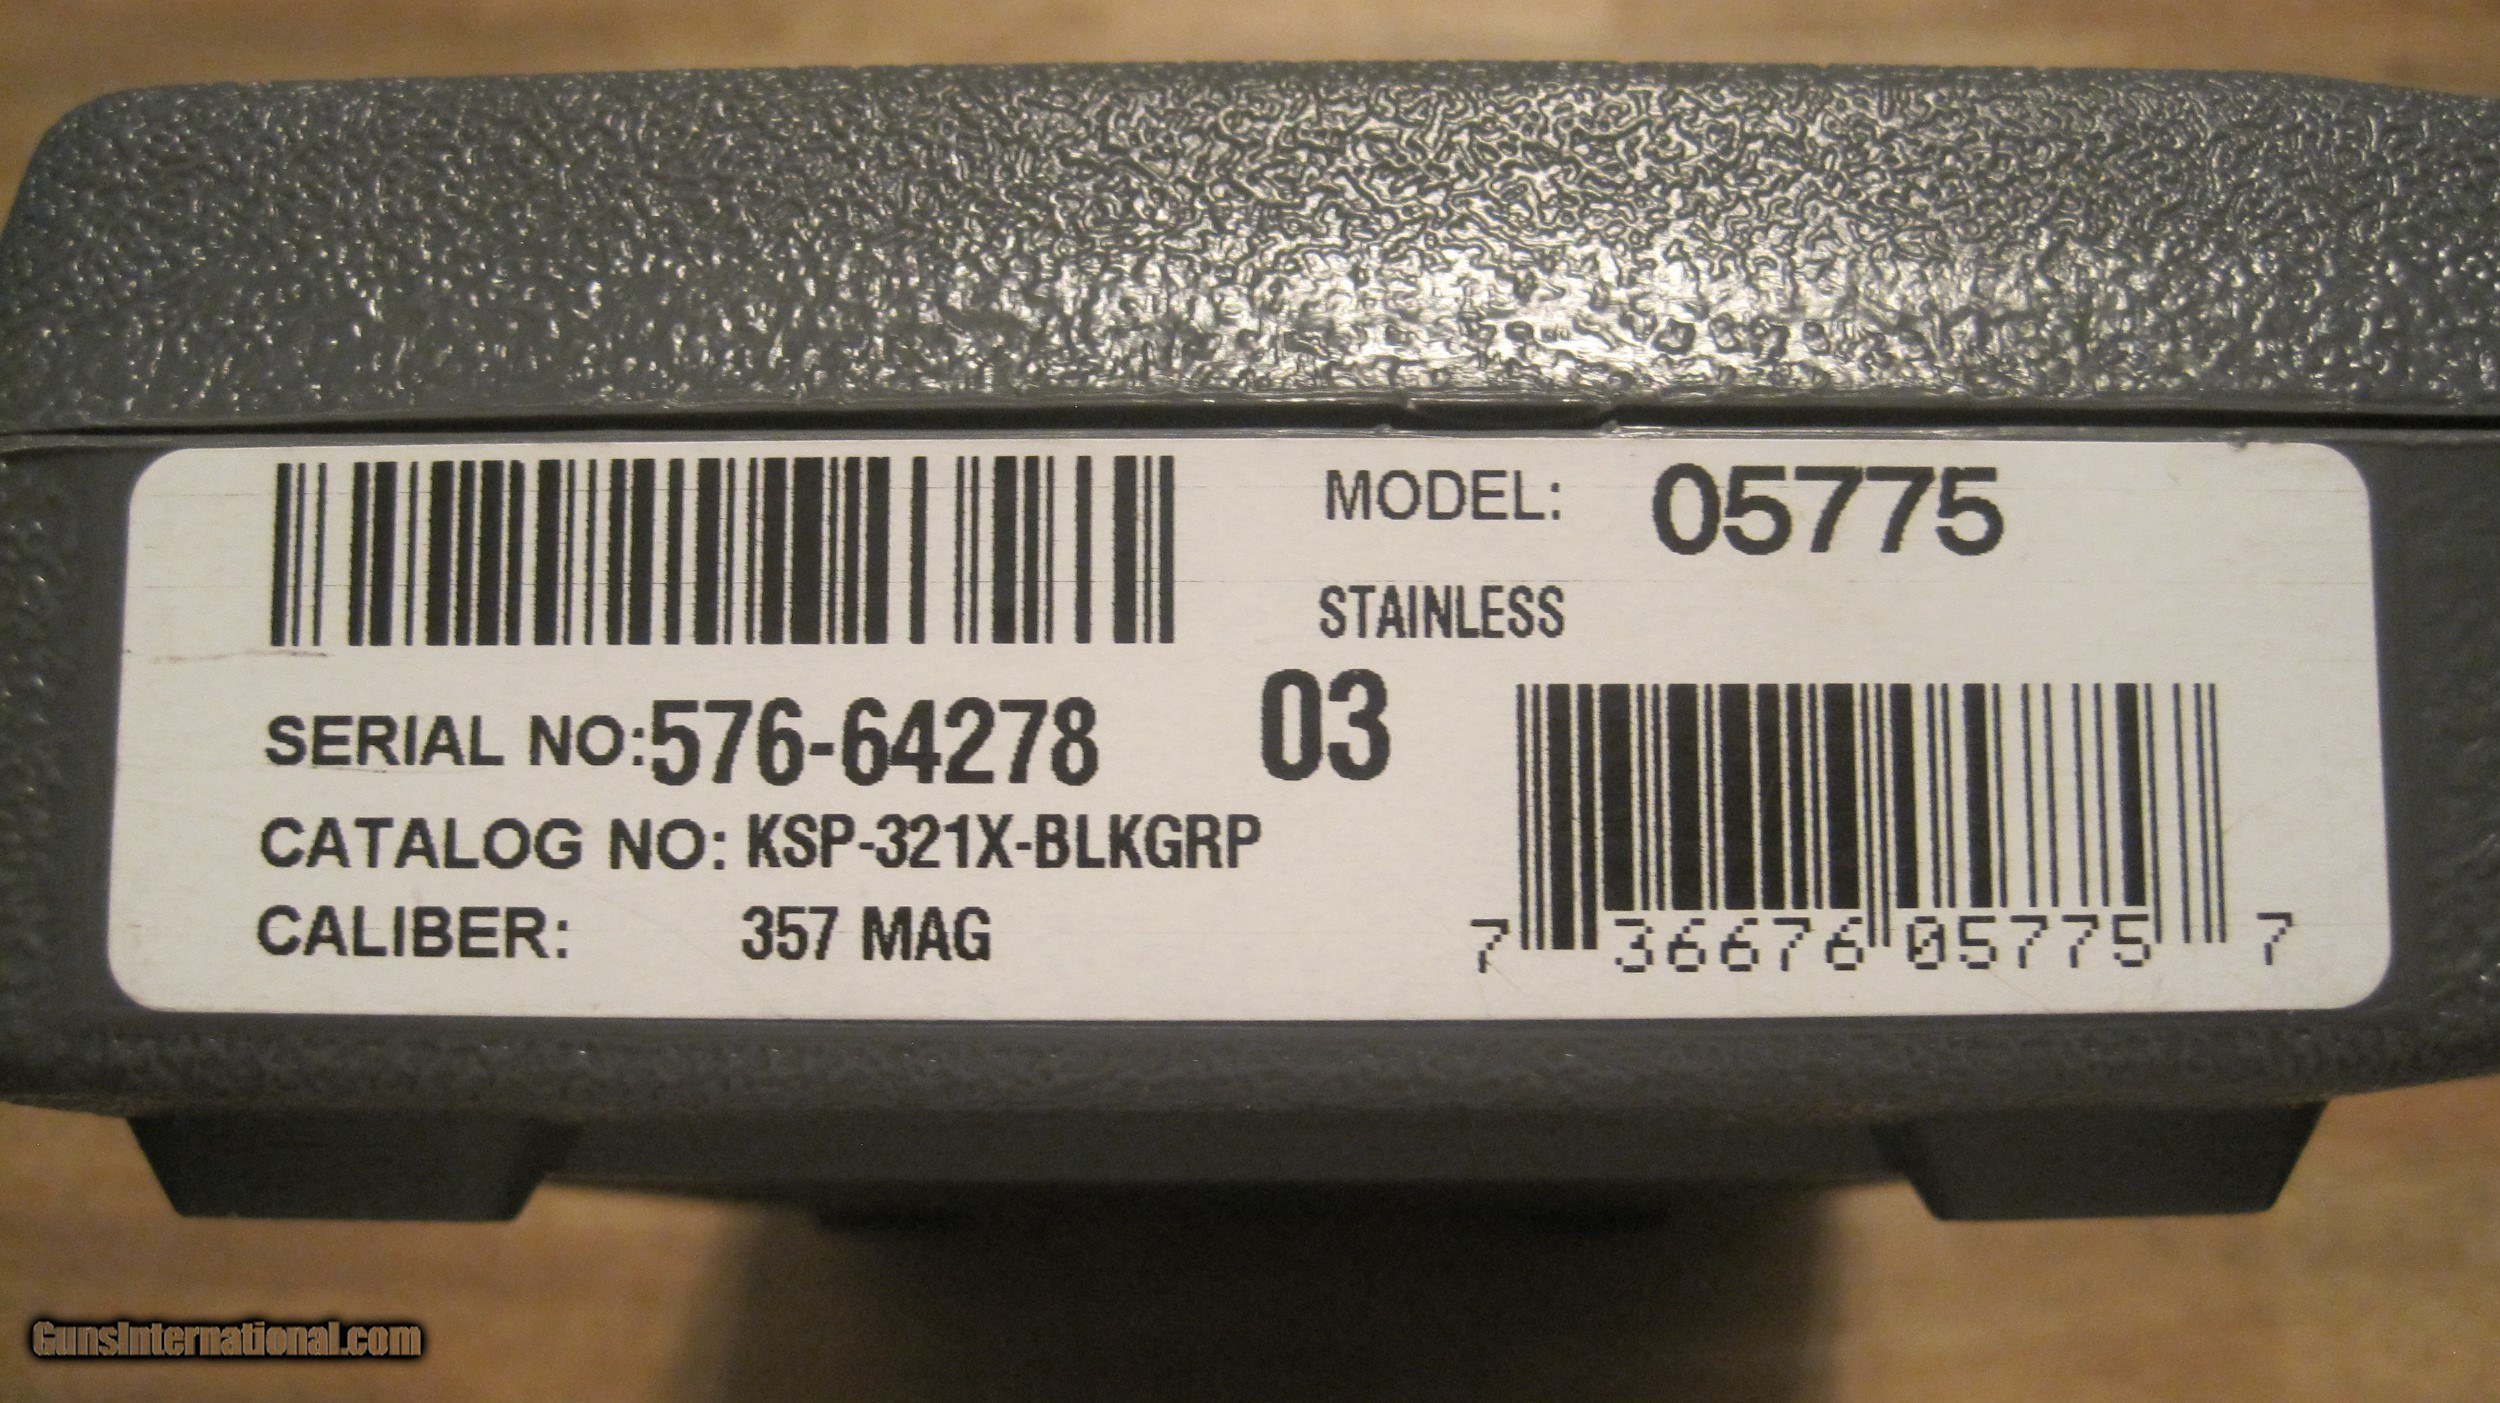 MODEL: 05775
STAINLESS
SERIAL NO:576-64278
03
CATALOG NO: KSP-321X-BLKGRP
CALIBER: 357 MAG
7 36676 05775 7
GunsInternational.com